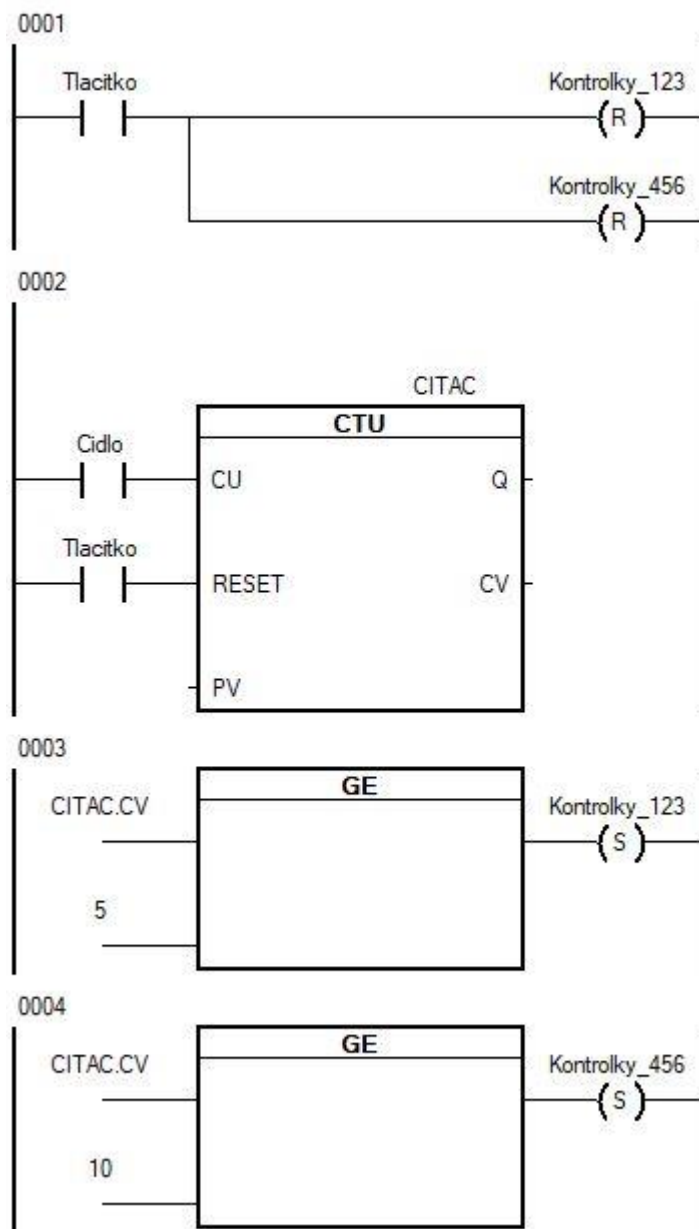 0001
Tlacitko
Kontrolky_123
R
Kontrolky_456
R
0002
CITAC
CTU
Cidlo
CU
Q
Tlacitko
RESET
CV
PV
0003
GE
CITAC.CV
Kontrolky_123
S
5
0004
GE
CITAC.CV
Kontrolky_456
S
10